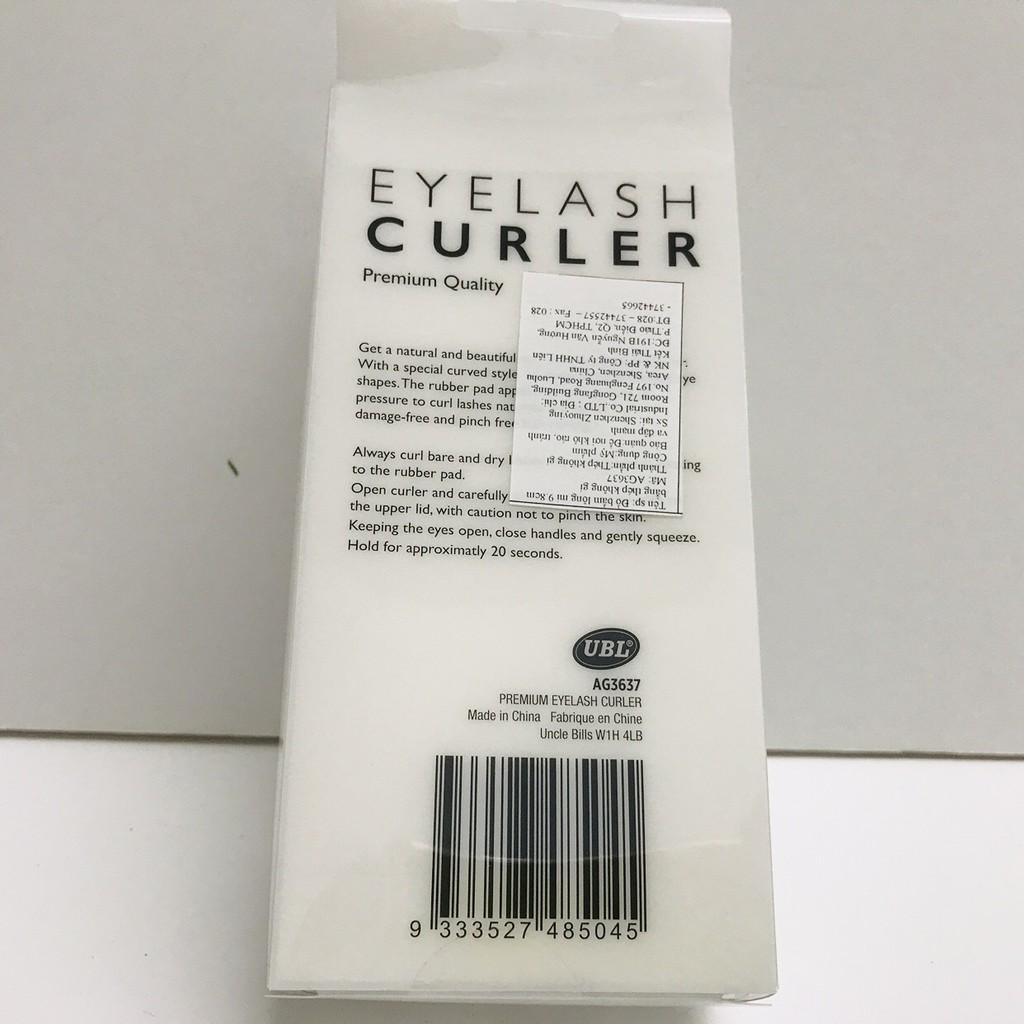 EYELASH
CURLER
Premium Quality
Get a natural and beautiful
With a special curved style ye
shapes. The rubber pad
pressure to curl lashes
damage-free and pinch
Always curl bare and dry ing
to the rubber pad.
Open curler and carefully
the upper lid, with caution not to pinch the skin.
Keeping the eyes open, close handles and gently squeeze.
Hold for approximatly 20 seconds.
Tên sp: Đồ bấm lông mi 9.8cm
bằng thép không gỉ
Mã: AG3637
Thành phần:Thép không gỉ
Công dụng: Mỹ phẩm
Bảo quản: Để nơi khô ráo, tránh
va đập mạnh
Sx tại: Shenzhen Zhuoying
Industrial Co.LTD ; Địa chỉ:
Room 721, Gongfang Building,
No.197 Fenghuang Road, Luohu
Area, Shenzhen, China,
NK & PP: Công ty TNHH Liên
Kết Thái Bình
ĐC:191B Nguyễn Văn Hưởng,
P.Thảo Điền, Q2, TPHCM
ĐT:028 – 37442557 – Fax : 028
- 37442665
UBL®
AG3637
PREMIUM EYELASH CURLER
Made in China Fabrique en Chine
Uncle Bills W1H 4LB
9 333527 485045